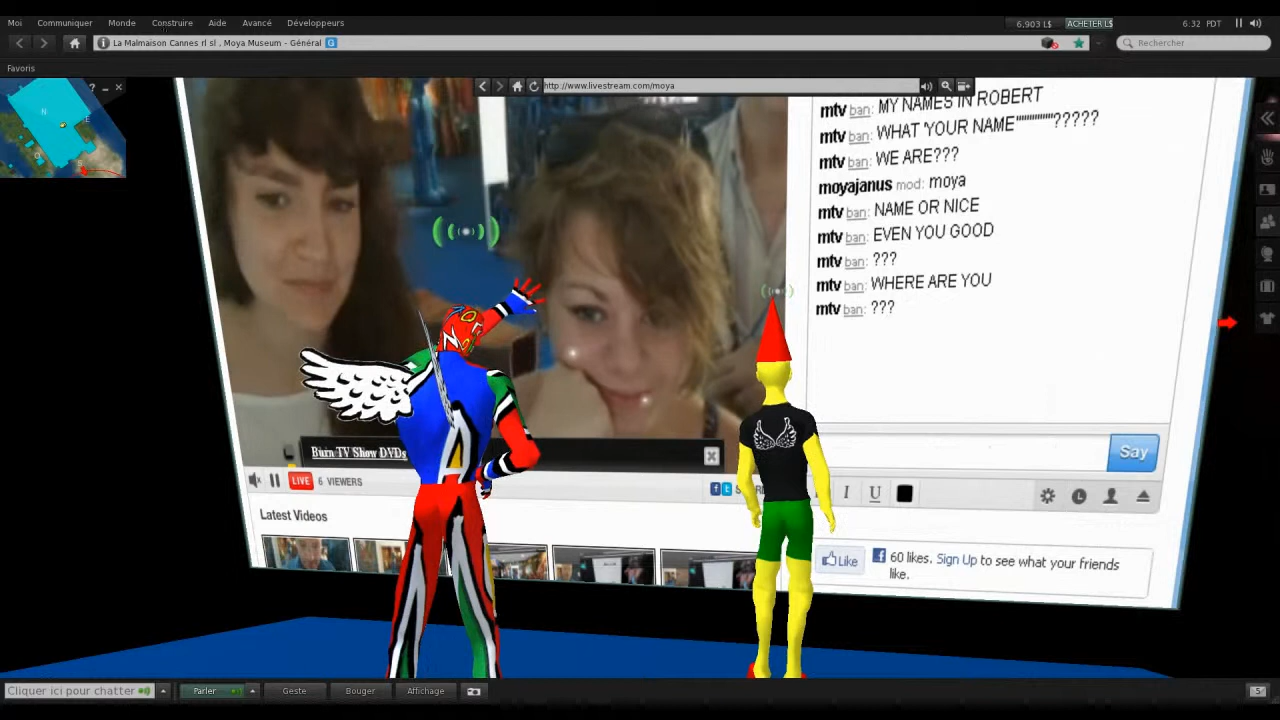 Moi Communiquer Monde Construire Aide Avancé Développeurs
6,903 L$ ACHETER L$ 6:32 PDT
La Malmaison Cannes rl sl , Moya Museum - Général G
Rechercher
Favoris
http://www.livestream.com/moya
mtv ban: MY NAMES IN ROBERT
mtv ban: WHAT 'YOUR NAME''''''''''''''?????
mtv ban: WE ARE???
moyajanus mod: moya
mtv ban: NAME OR NICE
mtv ban: EVEN YOU GOOD
mtv ban: ???
mtv ban: WHERE ARE YOU
mtv ban: ???
Burn TV Show DVDs
Say
LIVE 6 VIEWERS
I U
Latest Videos
Like 60 likes. Sign Up to see what your friends
like.
Cliquer ici pour chatter Parler Geste Bouger Affichage